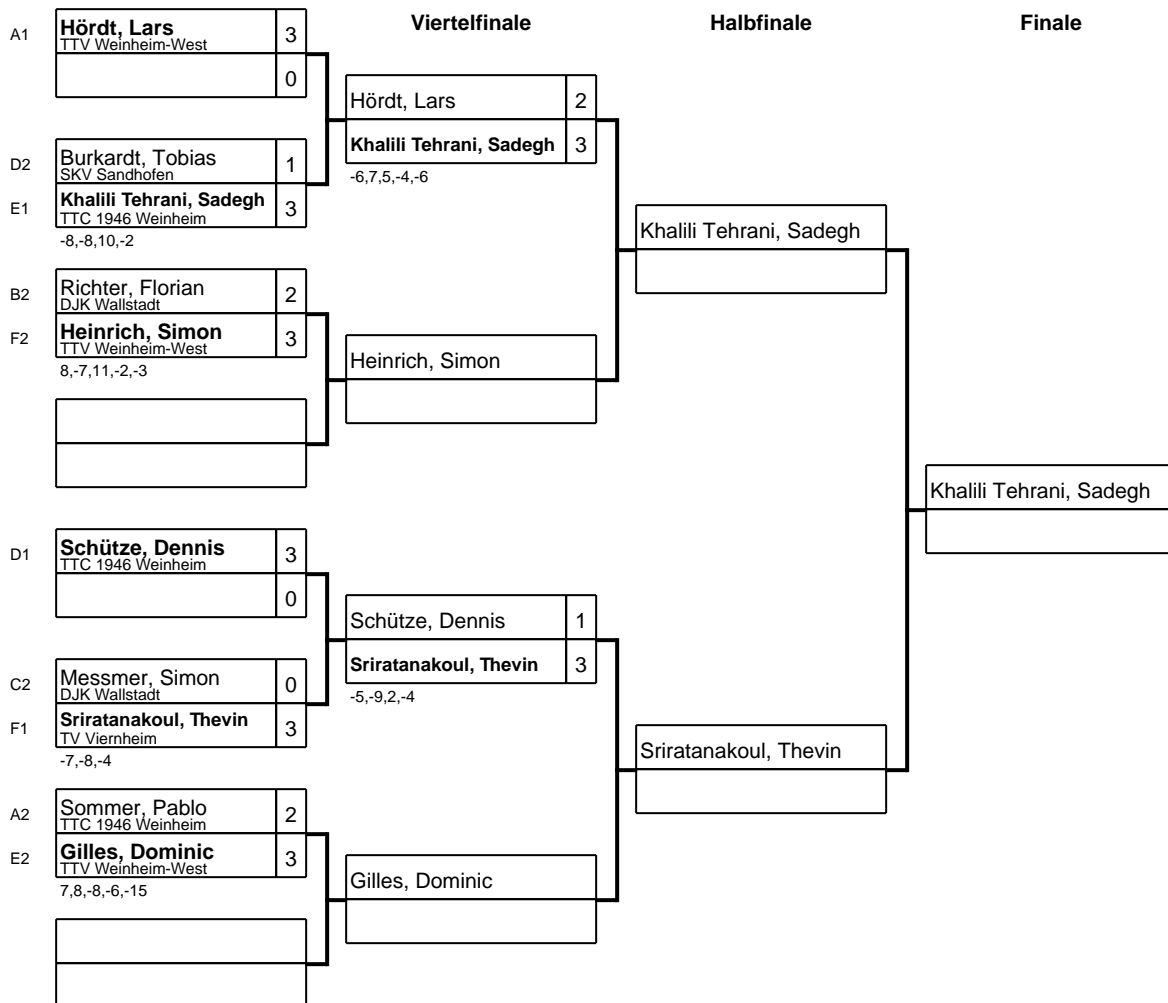 Viertelfinale
Halbfinale
Finale
A1
Hördt, Lars
TTV Weinheim-West
3
0
D2
Burkardt, Tobias
SKV Sandhofen
1
E1
Khalili Tehrani, Sadegh
TTC 1946 Weinheim
3
-8,-8,10,-2
B2
Richter, Florian
DJK Wallstadt
2
F2
Heinrich, Simon
TTV Weinheim-West
3
8,-7,11,-2,-3
D1
Schütze, Dennis
TTC 1946 Weinheim
3
0
C2
Messmer, Simon
DJK Wallstadt
0
F1
Sriratanakoul, Thevin
TV Viernheim
3
-7,-8,-4
A2
Sommer, Pablo
TTC 1946 Weinheim
2
E2
Gilles, Dominic
TTV Weinheim-West
3
7,8,-8,-6,-15
Hördt, Lars
2
Khalili Tehrani, Sadegh
3
-6,7,5,-4,-6
Heinrich, Simon
Schütze, Dennis
1
Sriratanakoul, Thevin
3
-5,-9,2,-4
Gilles, Dominic
Khalili Tehrani, Sadegh
Sriratanakoul, Thevin
Khalili Tehrani, Sadegh